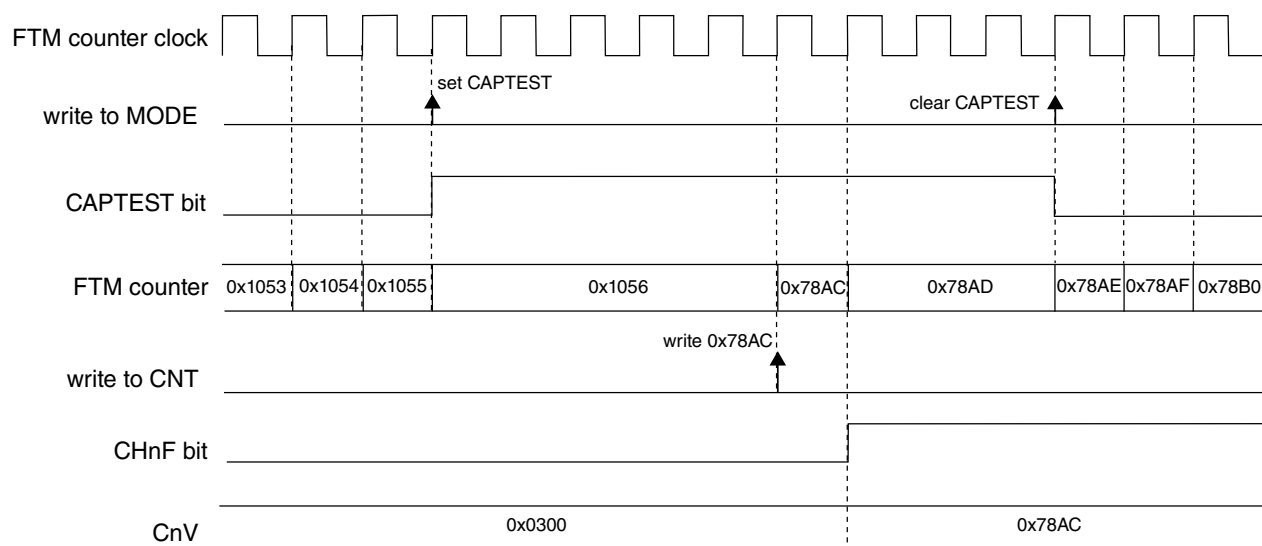 FTM counter clock
set CAPTEST
write to MODE
clear CAPTEST
CAPTEST bit
FTM counter 0x1053 0x1054 0x1055 0x1056 0x78AC 0x78AD 0x78AE 0x78AF 0x78B0
write 0x78AC
write to CNT
CHnF bit
CnV 0x0300 0x78AC